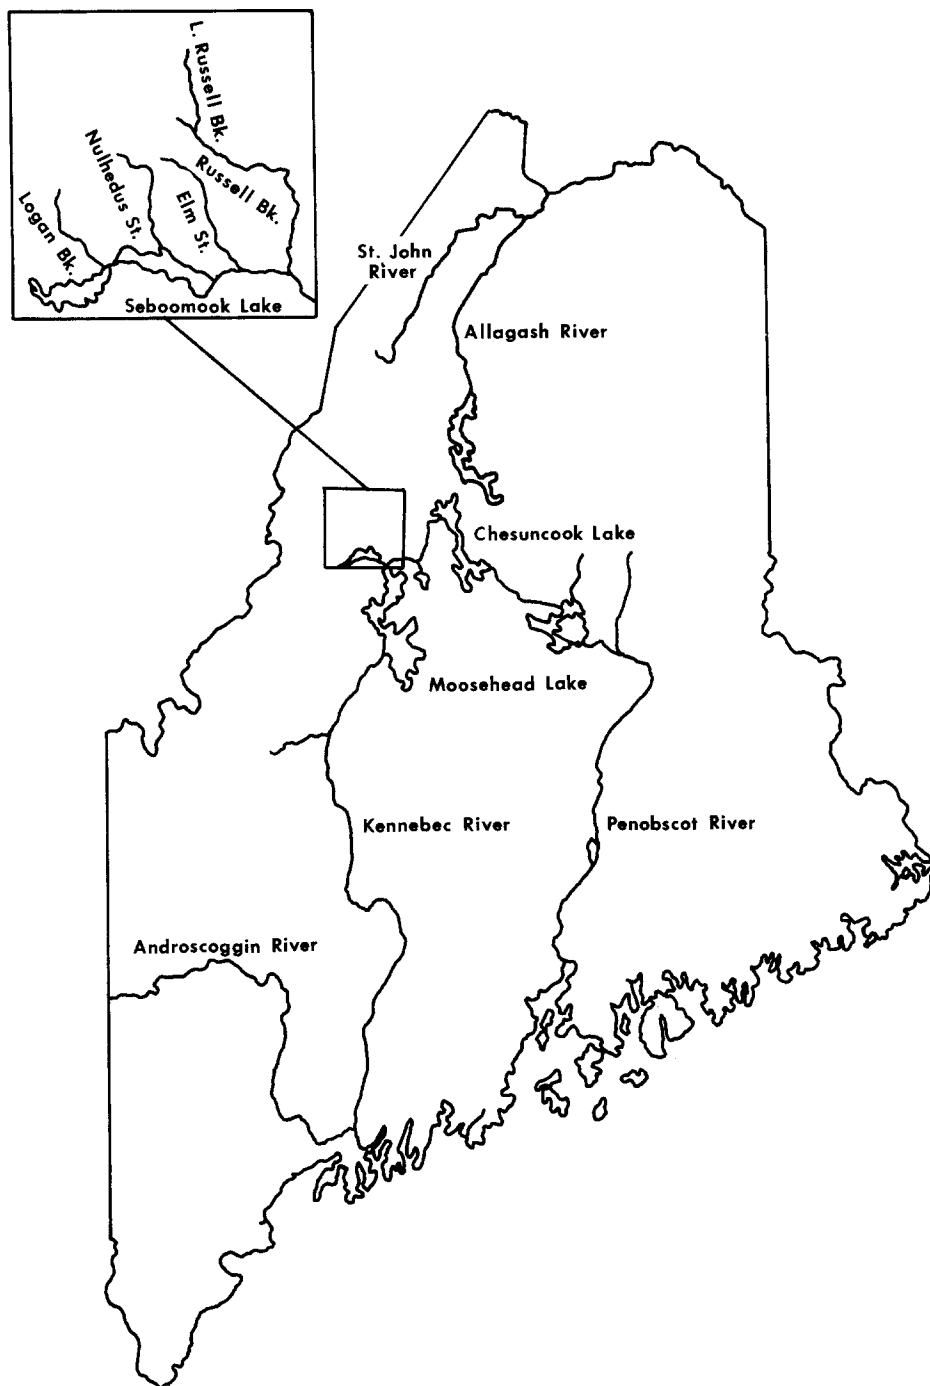 L. Russell Bk.
Russell Bk.
Nulhedus St.
Elm St.
Logan Bk.
Seboomook Lake
St. John
River
Allagash River
Chesuncook Lake
Moosehead Lake
Kennebec River
Penobscot River
Androscoggin River